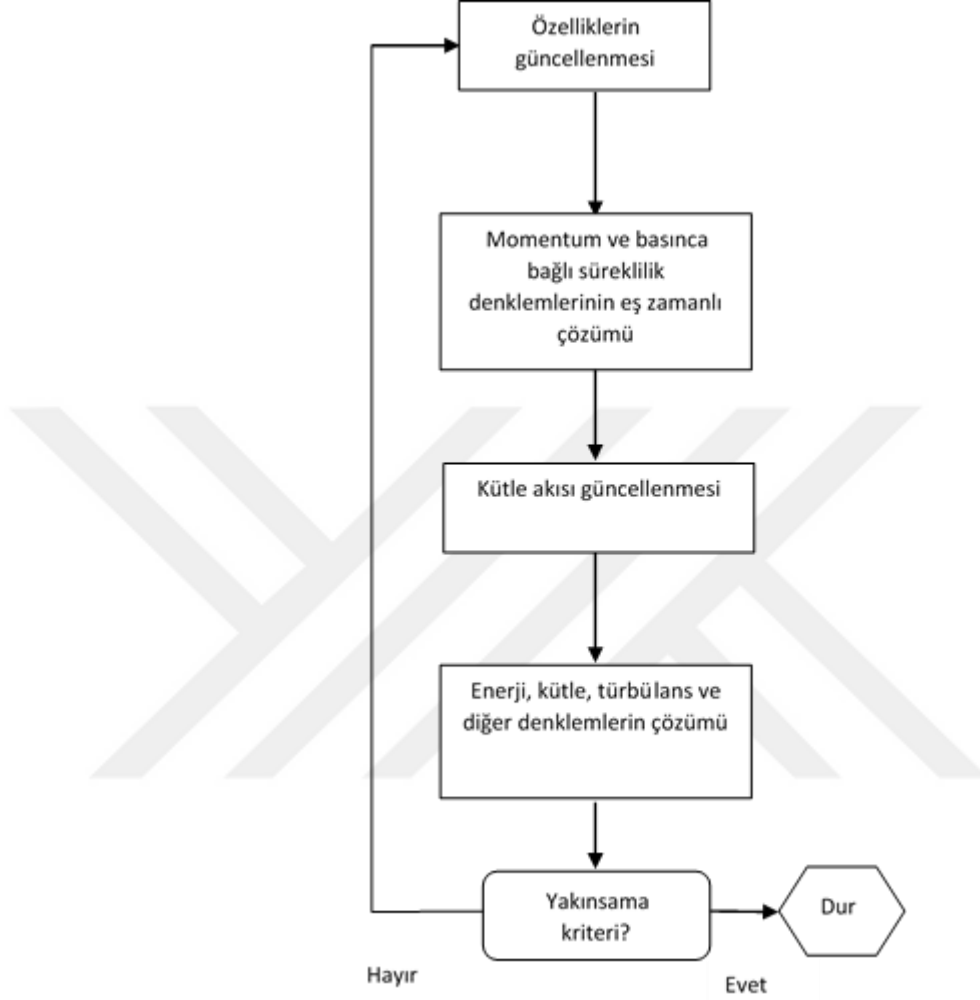 Özelliklerin
güncellenmesi
Momentum ve basınca
bağlı süreklilik
denklemlerinin eş zamanlı
çözümü
Kütle akısı güncellenmesi
Enerji, kütle, türbülans ve
diğer denklemlerin çözümü
Yakınsama
kriteri?
Dur
Hayır
Evet